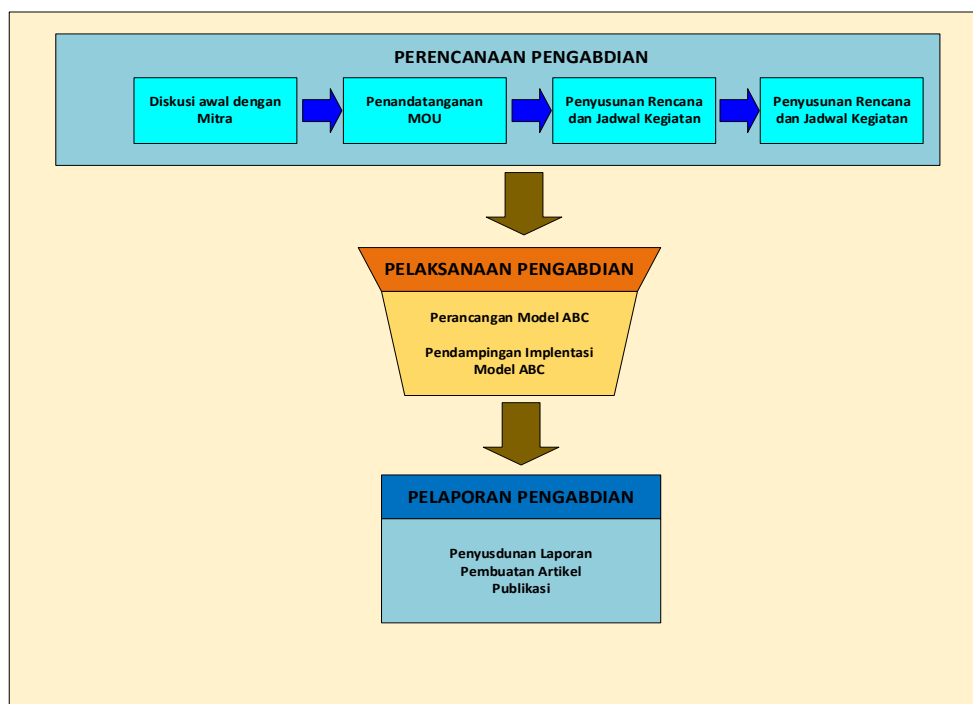 PERENCANAAN PENGABDIAN
Diskusi awal dengan
Mitra
Penandatanganan
MOU
Penyusunan Rencana
dan Jadwal Kegiatan
Penyusunan Rencana
dan Jadwal Kegiatan
PELAKSANAAN PENGABDIAN
Perancangan Model ABC
Pendampingan Implentasi
Model ABC
PELAPORAN PENGABDIAN
Penyusdunan Laporan
Pembuatan Artikel
Publikasi